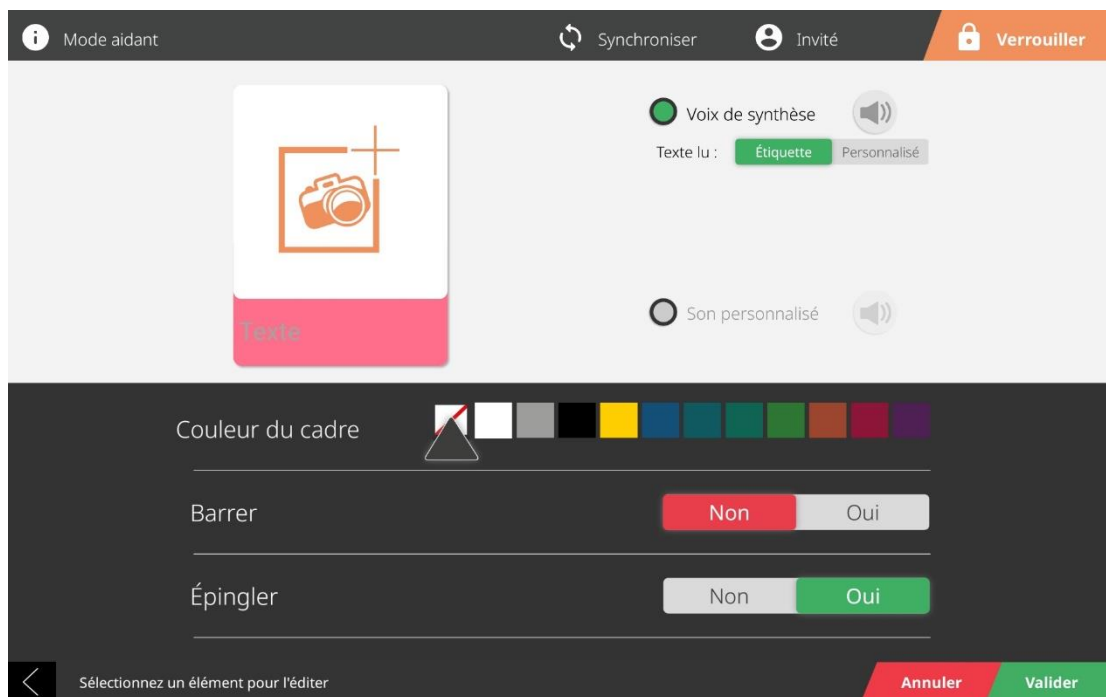 Mode aidant
Synchroniser
Invité
Verrouiller
Voix de synthèse
Texte lu :
Étiquette
Personnalisé
Texte
Son personnalisé
Couleur du cadre
Barrer
Non
Oui
Épingler
Non
Oui
Sélectionnez un élément pour l'éditer
Annuler
Valider